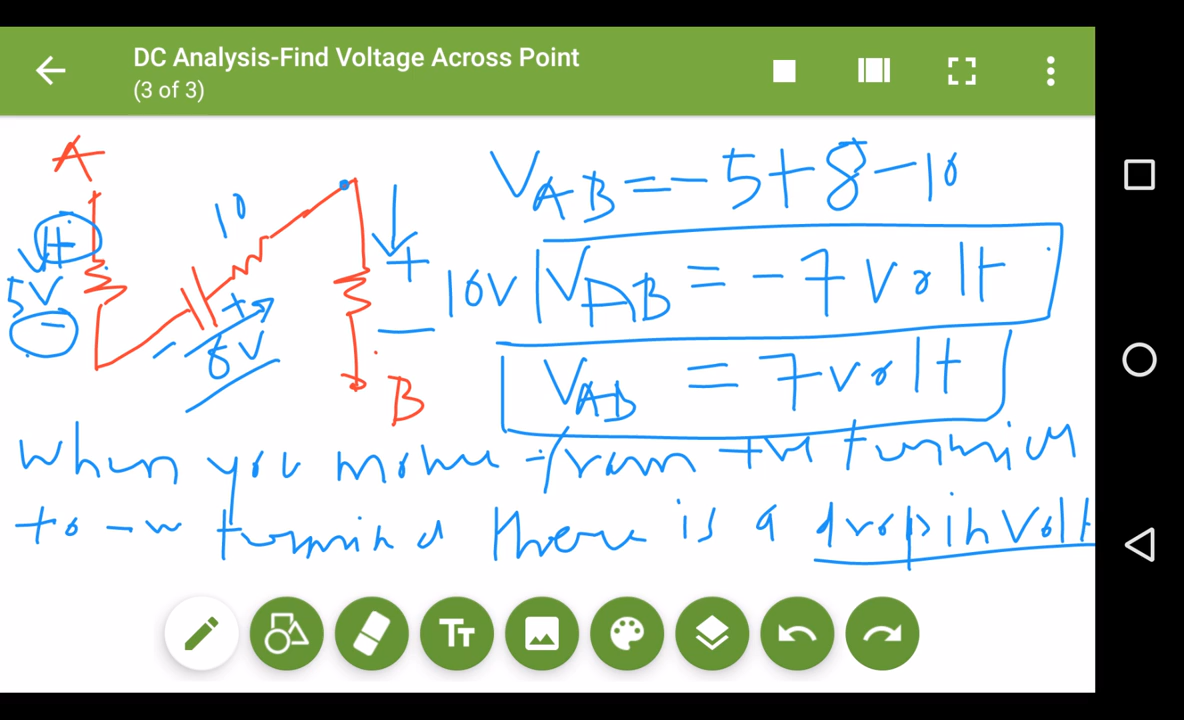 DC Analysis-Find Voltage Across Point
(3 of 3)
A
V+
5V
-
10
- +
8V
+
-
10V
B
VAB = - 5 + 8 - 10
VAB = - 7 volt
VAB = 7 volt
when you move from +ve terminal
to -ve terminal there is a drop in Volt
TT